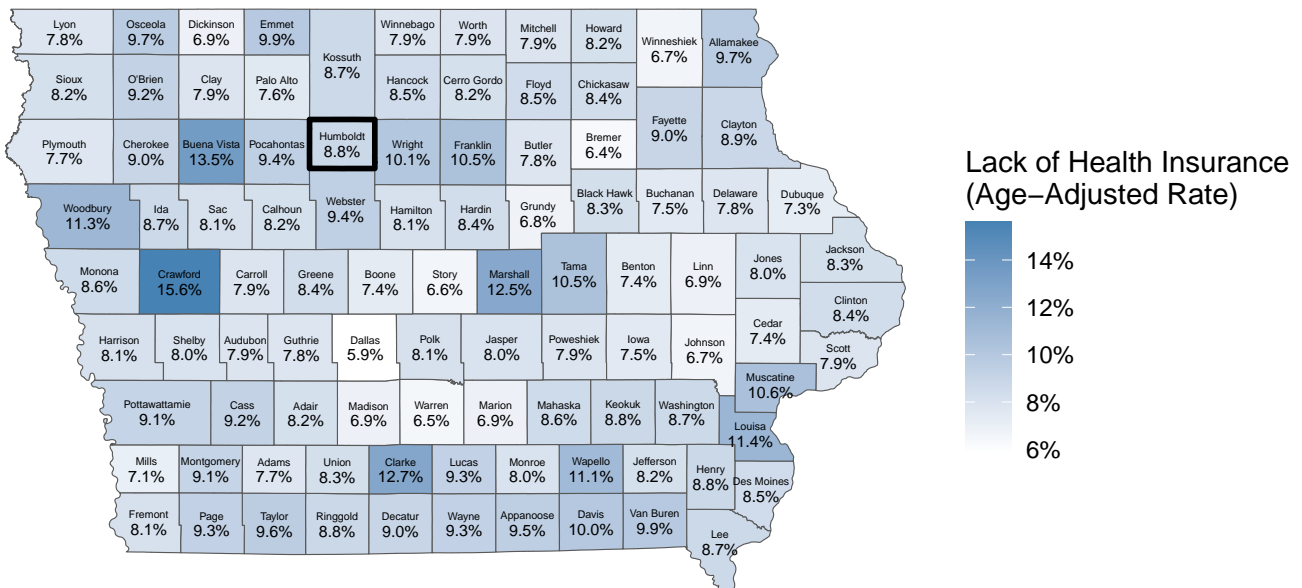 Lyon
7.8%
Osceola
9.7%
Dickinson
6.9%
Emmet
9.9%
Kossuth
8.7%
Winnebago
7.9%
Worth
7.9%
Mitchell
7.9%
Howard
8.2%
Winneshiek
6.7%
Allamakee
9.7%
Sioux
8.2%
O'Brien
9.2%
Clay
7.9%
Palo Alto
7.6%
Hancock
8.5%
Cerro Gordo
8.2%
Floyd
8.5%
Chickasaw
8.4%
Fayette
9.0%
Clayton
8.9%
Plymouth
7.7%
Cherokee
9.0%
Buena Vista
13.5%
Pocahontas
9.4%
Humboldt
8.8%
Wright
10.1%
Franklin
10.5%
Butler
7.8%
Bremer
6.4%
Woodbury
11.3%
Ida
8.7%
Sac
8.1%
Calhoun
8.2%
Webster
9.4%
Hamilton
8.1%
Hardin
8.4%
Grundy
6.8%
Black Hawk
8.3%
Buchanan
7.5%
Delaware
7.8%
Dubuque
7.3%
Monona
8.6%
Crawford
15.6%
Carroll
7.9%
Greene
8.4%
Boone
7.4%
Story
6.6%
Marshall
12.5%
Tama
10.5%
Benton
7.4%
Linn
6.9%
Jones
8.0%
Jackson
8.3%
Clinton
8.4%
Harrison
8.1%
Shelby
8.0%
Audubon
7.9%
Guthrie
7.8%
Dallas
5.9%
Polk
8.1%
Jasper
8.0%
Poweshiek
7.9%
Iowa
7.5%
Johnson
6.7%
Cedar
7.4%
Scott
7.9%
Muscatine
10.6%
Pottawattamie
9.1%
Cass
9.2%
Adair
8.2%
Madison
6.9%
Warren
6.5%
Marion
6.9%
Mahaska
8.6%
Keokuk
8.8%
Washington
8.7%
Louisa
11.4%
Mills
7.1%
Montgomery
9.1%
Adams
7.7%
Union
8.3%
Clarke
12.7%
Lucas
9.3%
Monroe
8.0%
Wapello
11.1%
Jefferson
8.2%
Henry
8.8%
Des Moines
8.5%
Fremont
8.1%
Page
9.3%
Taylor
9.6%
Ringgold
8.8%
Decatur
9.0%
Wayne
9.3%
Appanoose
9.5%
Davis
10.0%
Van Buren
9.9%
Lee
8.7%
Lack of Health Insurance
(Age−Adjusted Rate)
14%
12%
10%
8%
6%